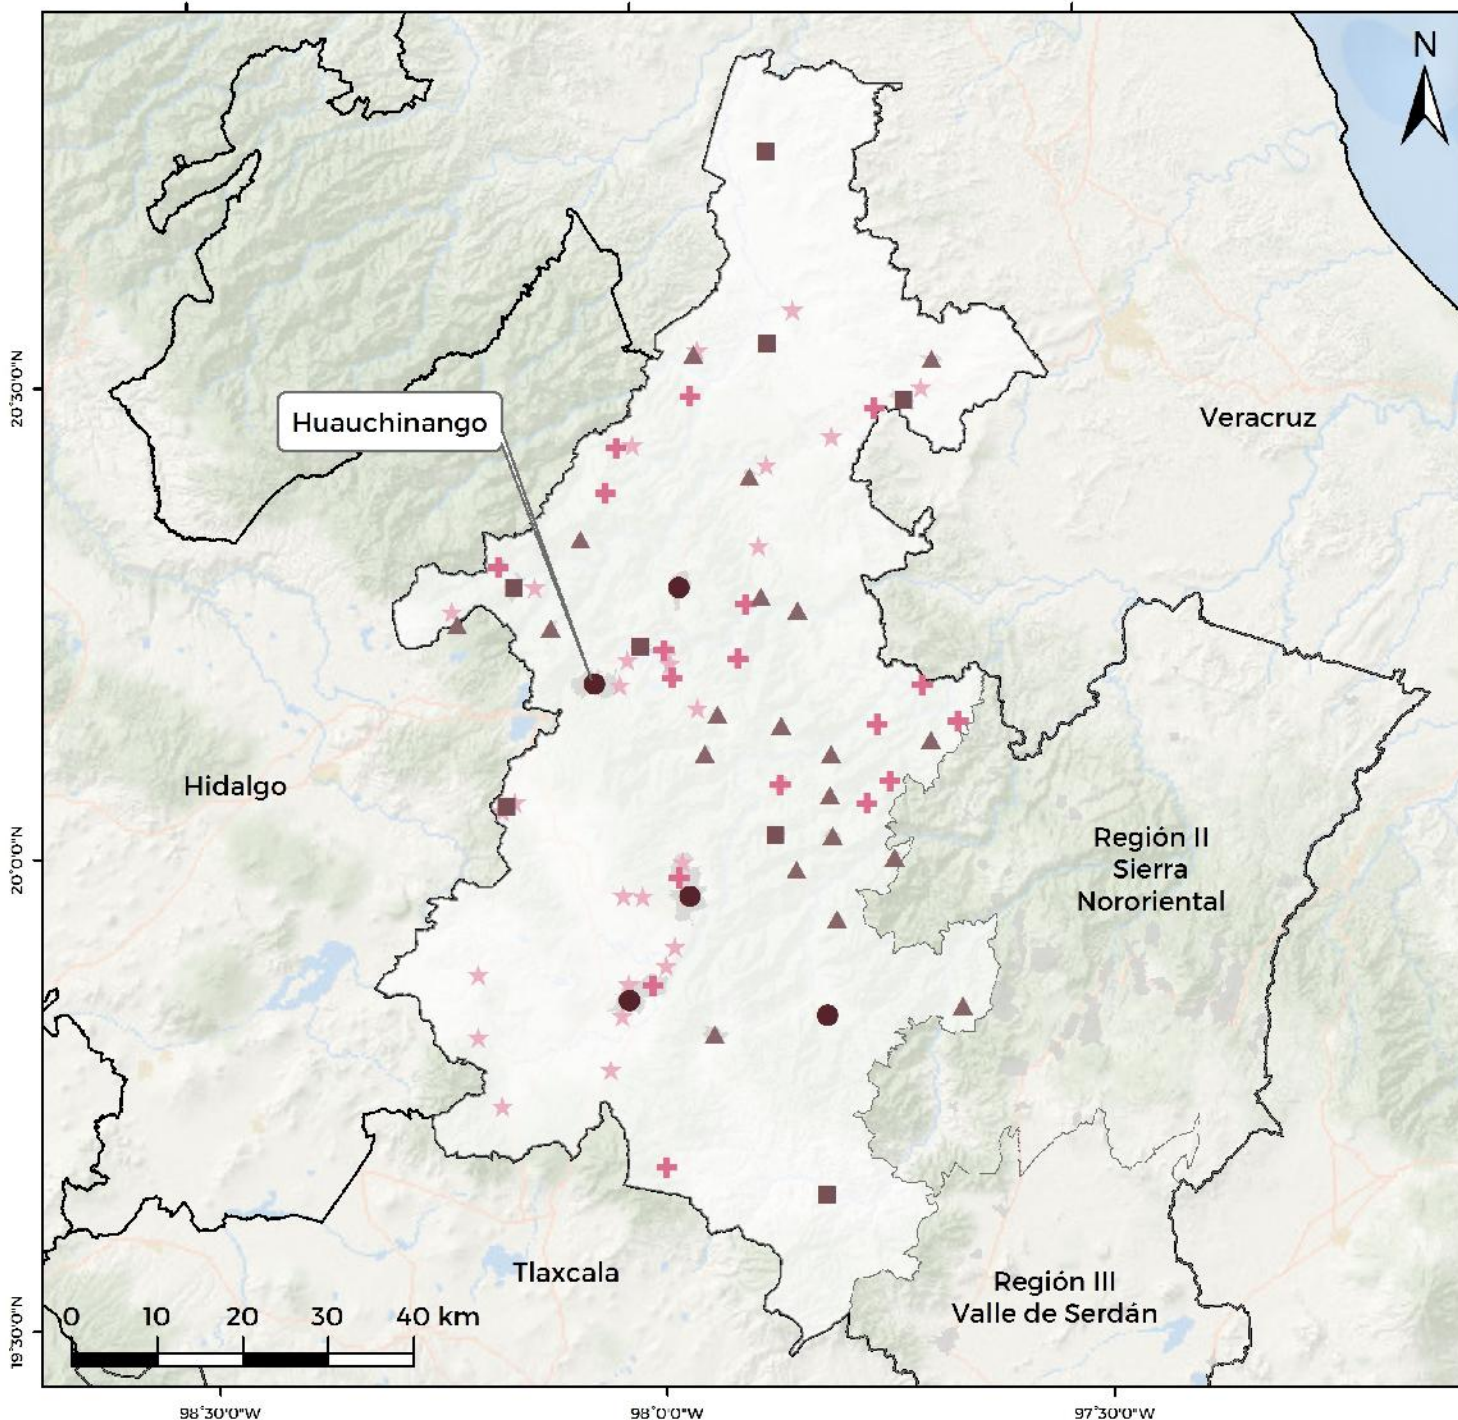 N
20°30'0"N
Huauchinango
Veracruz
Hidalgo
20°0'0"N
Región II
Sierra
Nororiental
Tlaxcala
Región III
Valle de Serdán
0 10 20 30 40 km
19°30'0"N
98°30'0"W 98°0'0"W 97°30'0"W